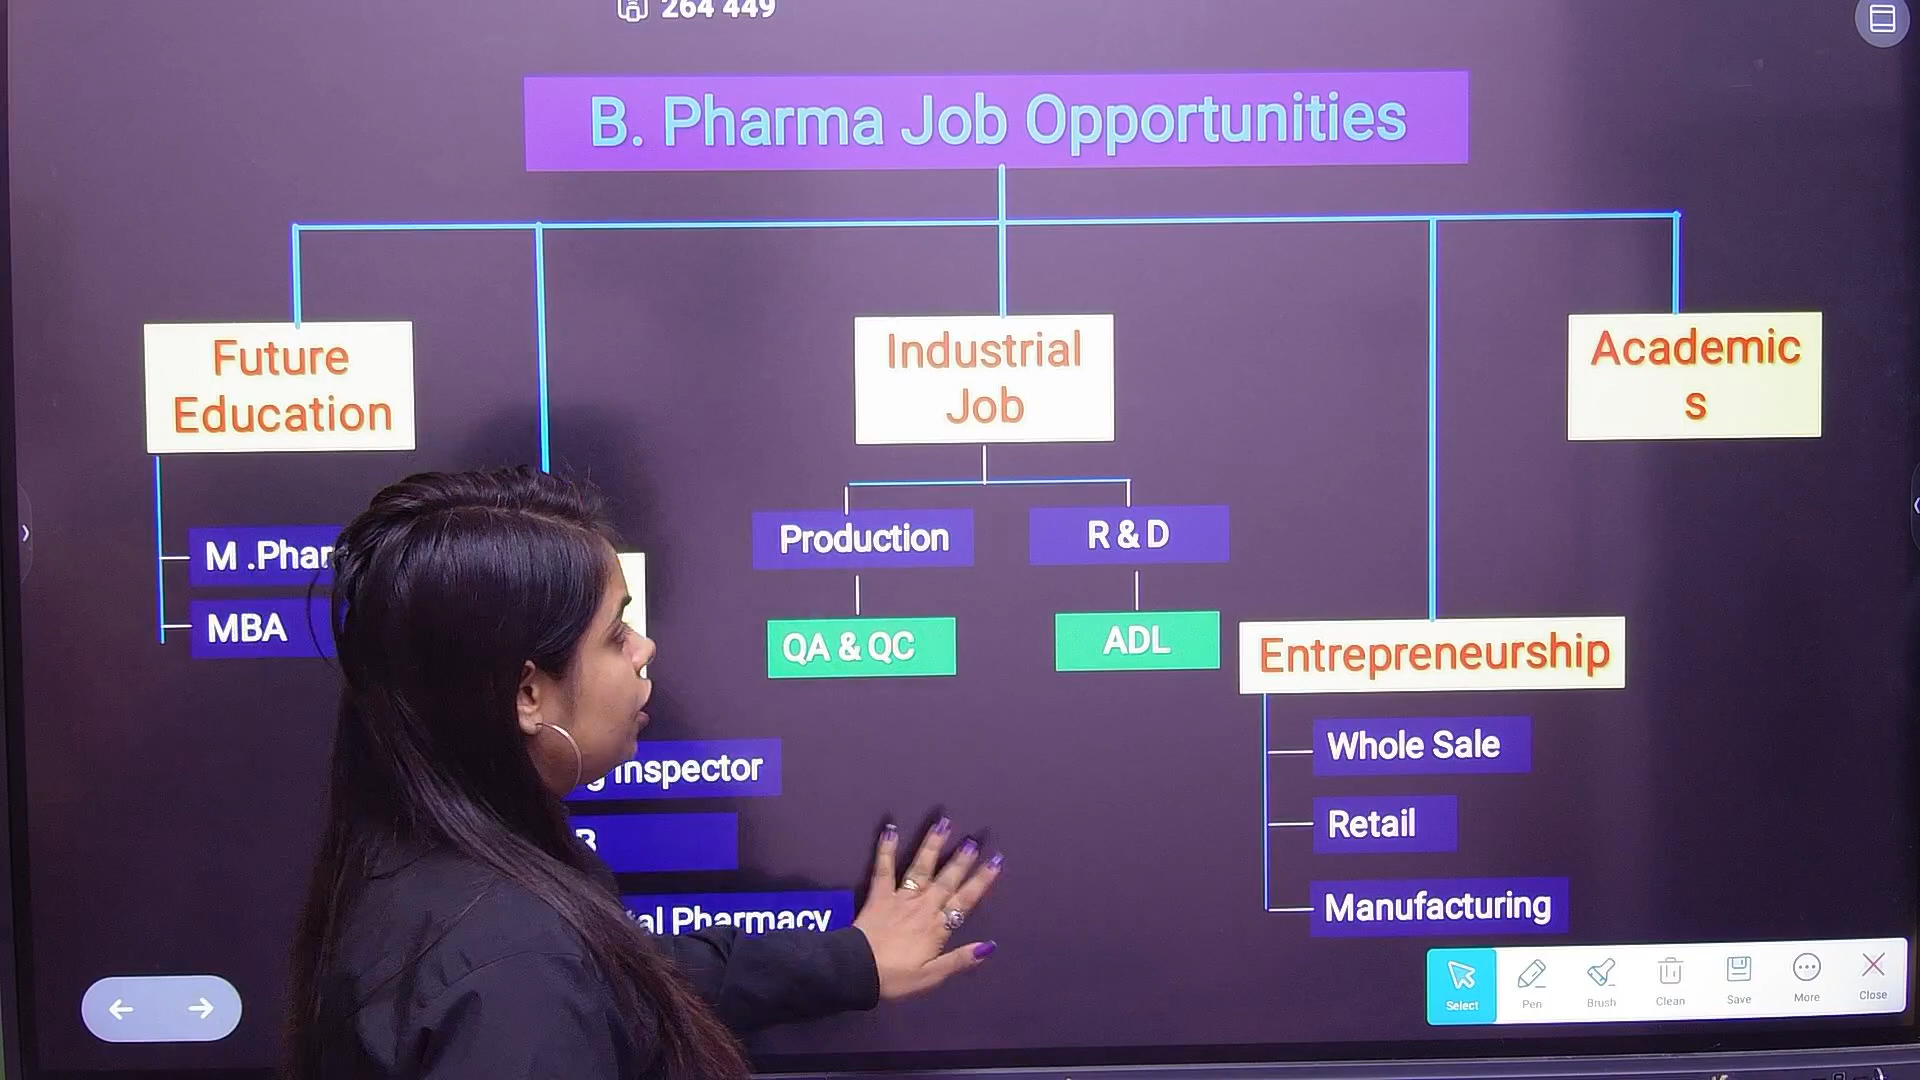 264 449
B. Pharma Job Opportunities
Future
Education
M .Phar
MBA
Industrial
Job
Production
R & D
QA & QC
ADL
Academic
s
Inspector
B
al Pharmacy
Entrepreneurship
Whole Sale
Retail
Manufacturing
Select
Pen
Brush
Clean
Save
More
Close